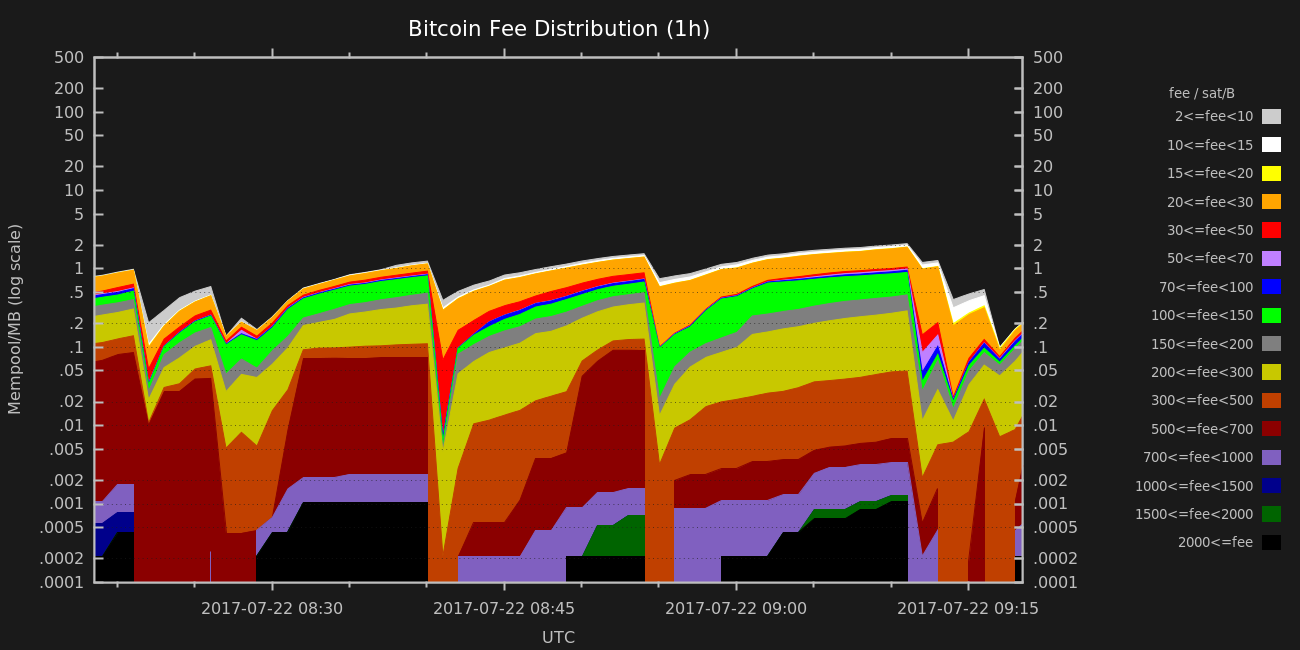 Bitcoin Fee Distribution (1h)
500 500
200 200
100 100
50 50
20 20
10 10
5 5
2 2
1 1
.5 .5
.2 .2
.1 .1
.05 .05
.02 .02
.01 .01
.005 .005
.002 .002
.001 .001
.0005 .0005
.0002 .0002
.0001 .0001
Mempool/MB (log scale)
2017-07-22 08:30 2017-07-22 08:45 2017-07-22 09:00 2017-07-22 09:15
UTC
fee / sat/B
2<=fee<10
10<=fee<15
15<=fee<20
20<=fee<30
30<=fee<50
50<=fee<70
70<=fee<100
100<=fee<150
150<=fee<200
200<=fee<300
300<=fee<500
500<=fee<700
700<=fee<1000
1000<=fee<1500
1500<=fee<2000
2000<=fee